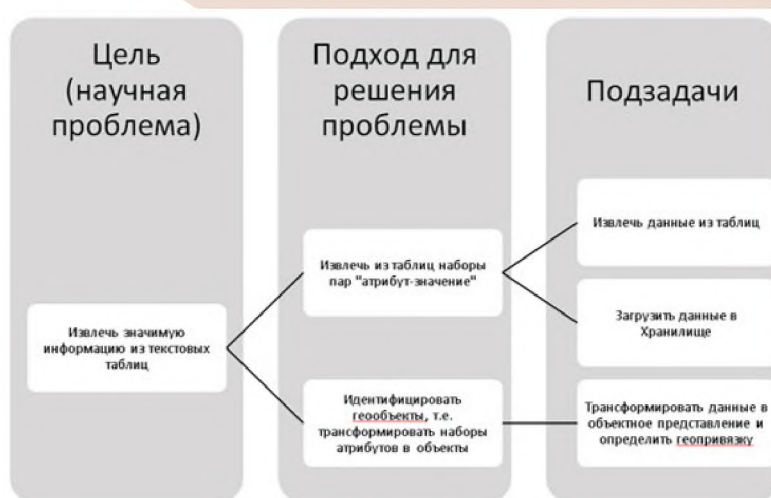 Цель
(научная
проблема)
Извлечь значимую
информацию из текстовых
таблиц
Подход для
решения
проблемы
Извлечь из таблиц наборы
пар "атрибут-значение"
Идентифицировать
геообъекты, т.е.
трансформировать наборы
атрибутов в объекты
Подзадачи
Извлечь данные из таблиц
Загрузить данные в
Хранилище
Трансформировать данные в
объектное представление и
определить геопривязку